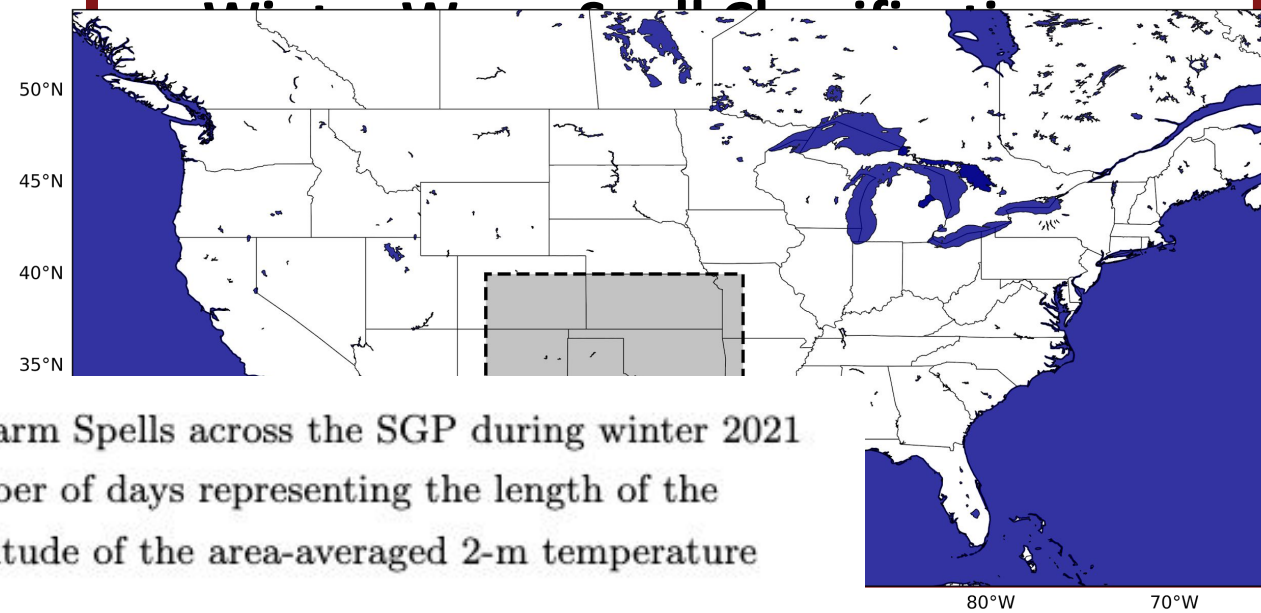 50°N
45°N
40°N
35°N
arm Spells across the SGP during winter 2021
ber of days representing the length of the
tude of the area-averaged 2-m temperature
80°W 70°W